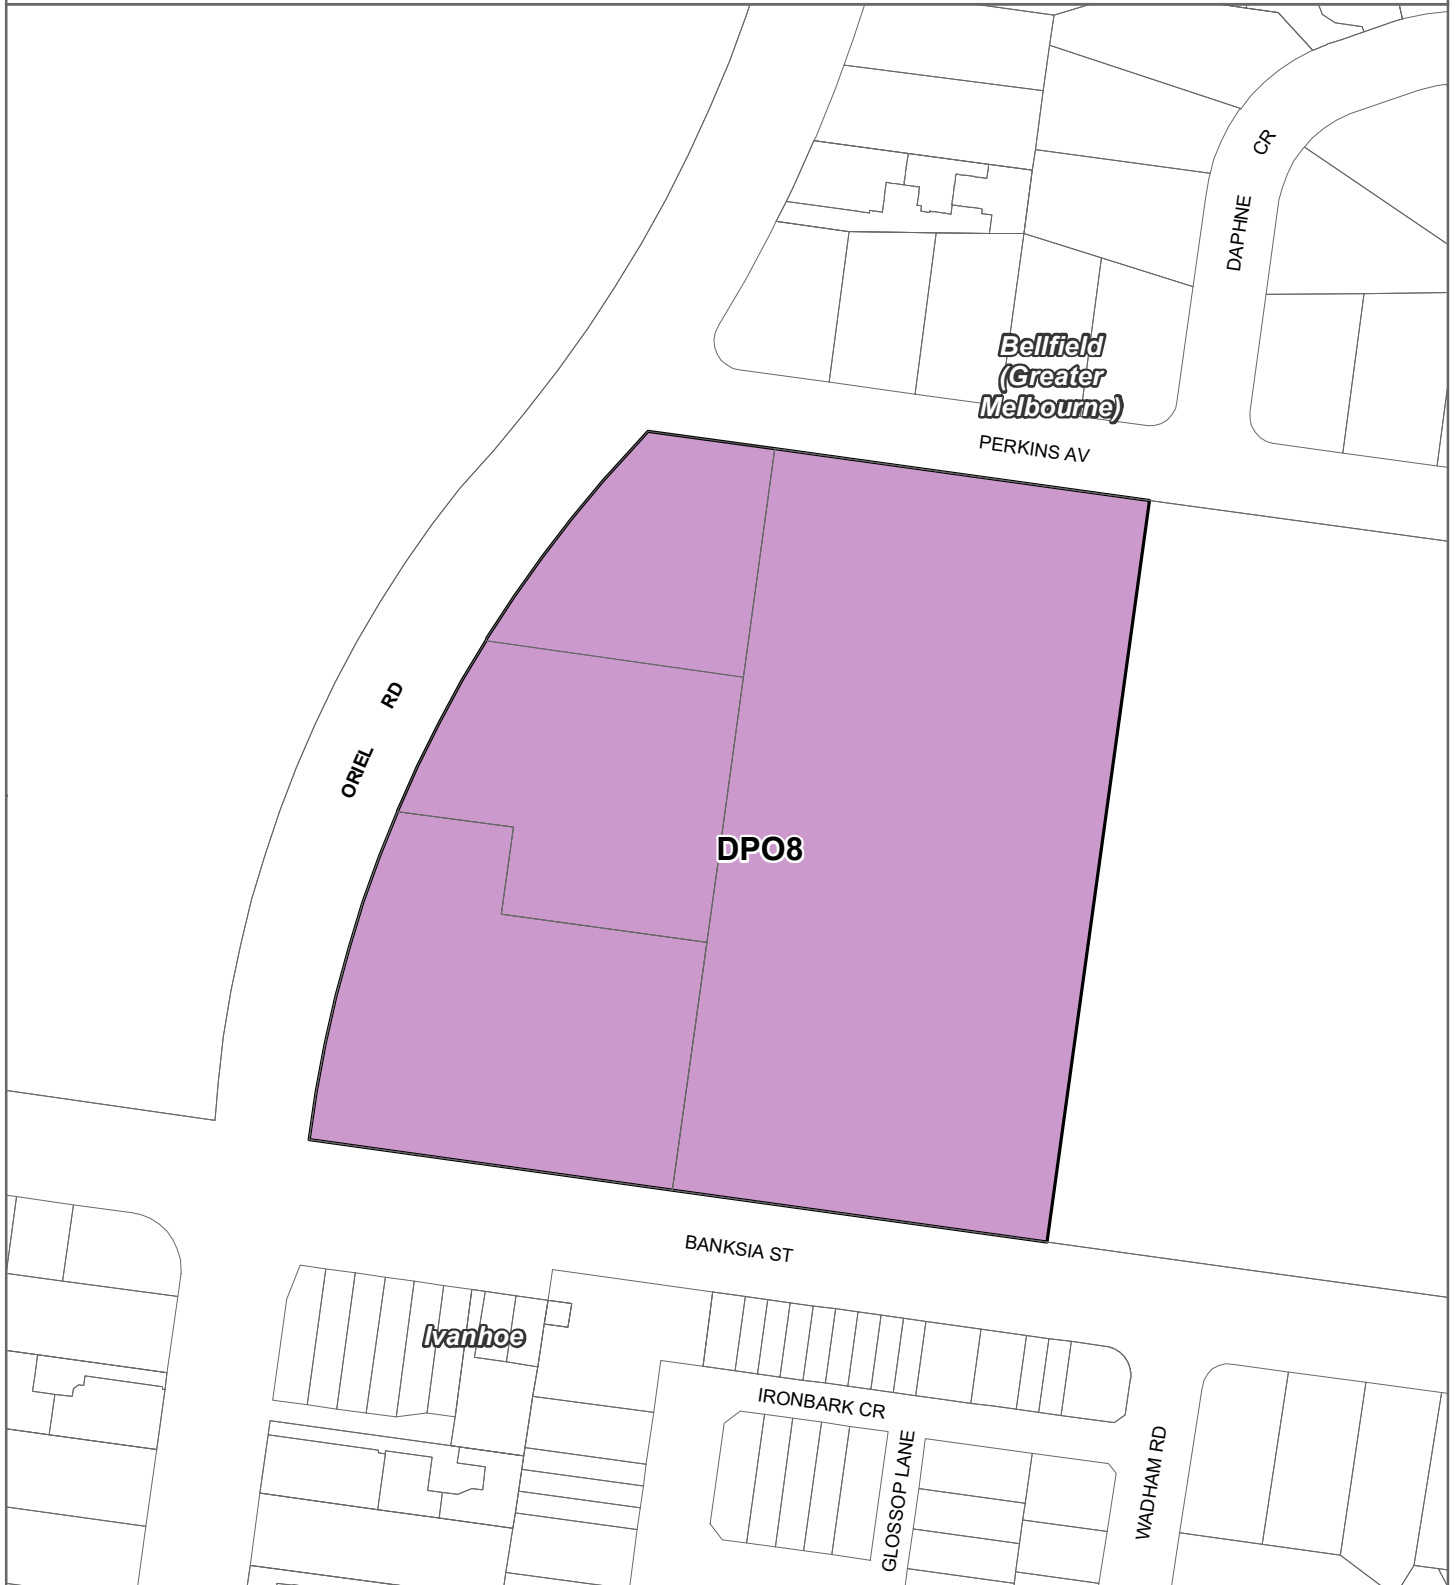 CR
DAPHNE
Bellfield
(Greater
Melbourne)
PERKINS AV
RD
ORIEL
DPO8
BANKSIA ST
Ivanhoe
IRONBARK CR
GLOSSOP LANE
WADHAM RD